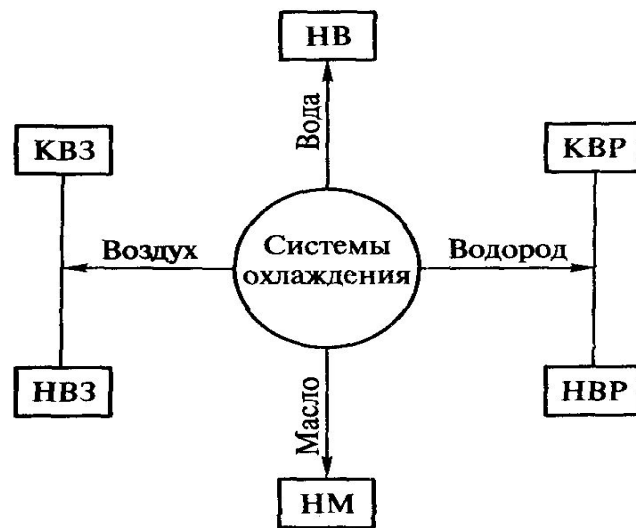 НВ
Вода
КВЗ
КВР
Воздух
Системы
охлаждения
Водород
НВЗ
НВР
Масло
НМ